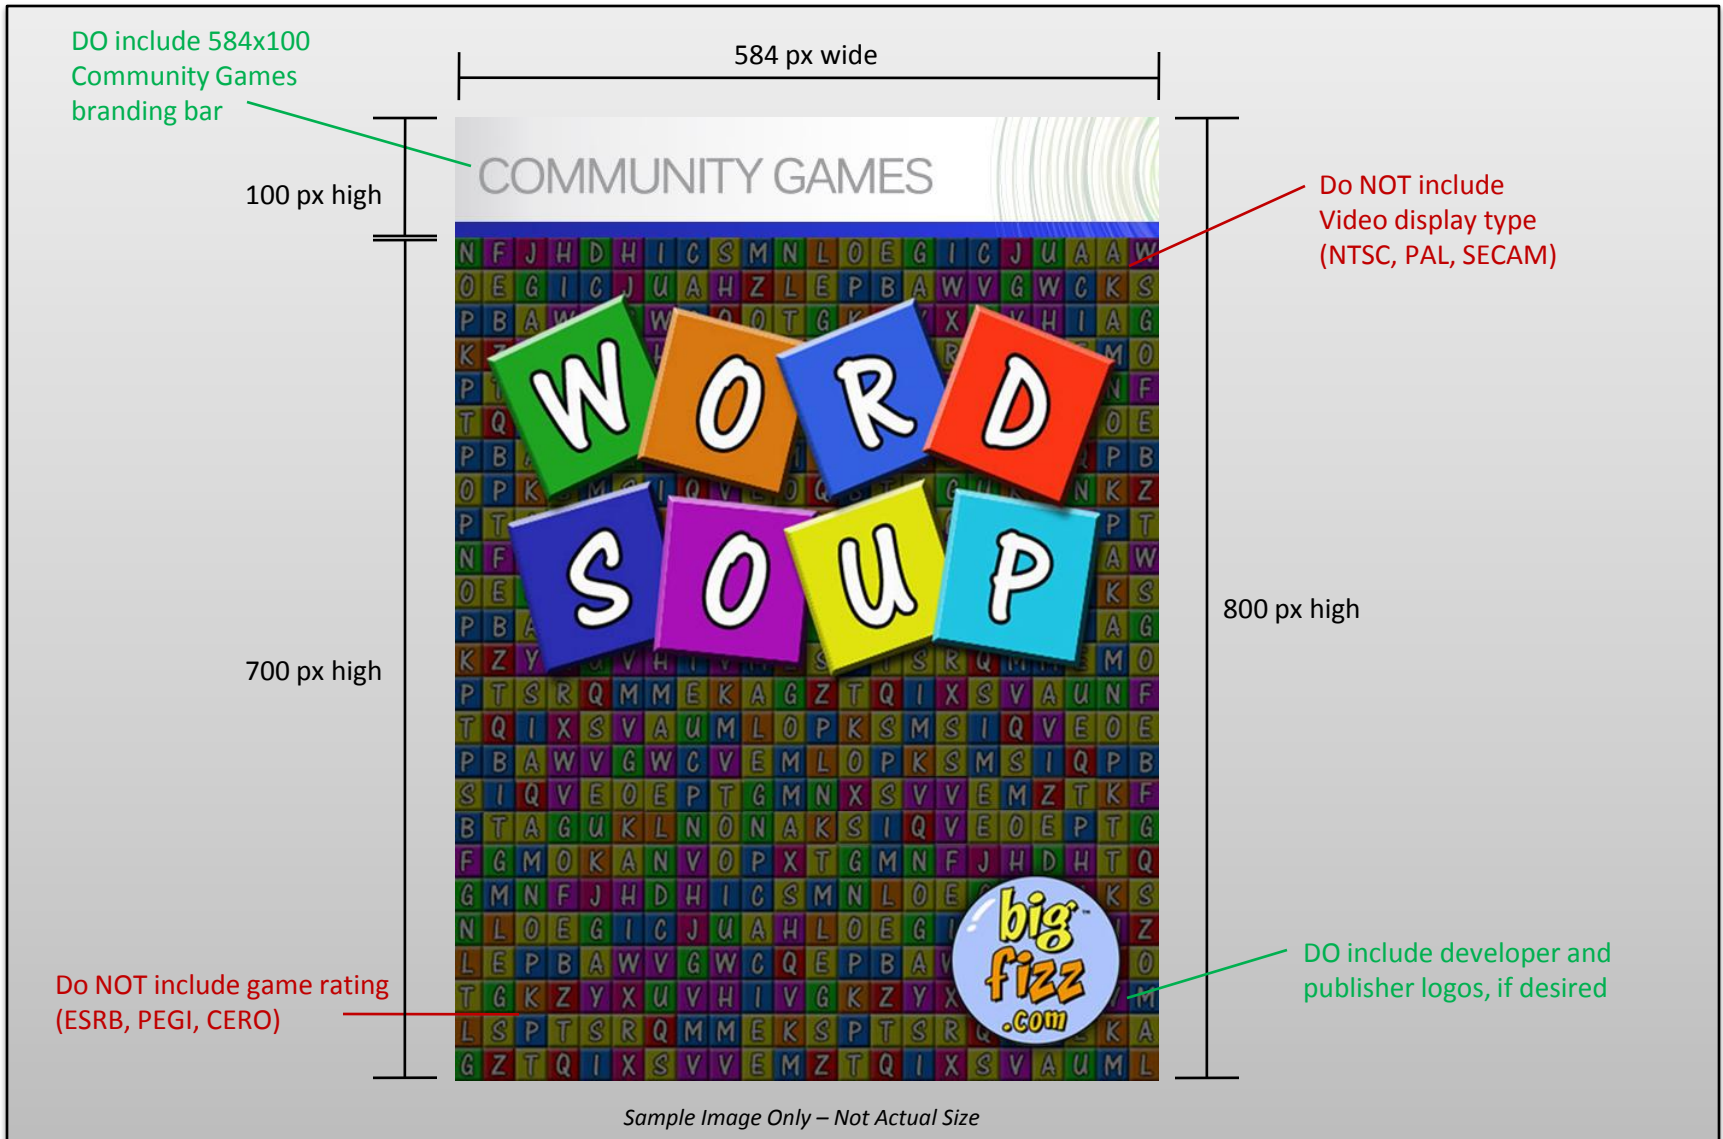 DO include 584x100
Community Games
branding bar
584 px wide
100 px high
COMMUNITY GAMES
Do NOT include
Video display type
(NTSC, PAL, SECAM)
N F J H D H I C S M N L O E G I C J U A A W
O E G I C J U A H Z L E P B A W V G W C K S
P B A W W O T G K X H I A G
WORD
SOUP
800 px high
700 px high
P T S R Q M M E K A G Z T Q I X S V A U N F
T Q I X S V A U M L O P K S M S I Q V E O E
P B A W V G W C V E M L O P K S M S I Q P B
S I Q V E O E P T G M N X S V V E M Z T K F
B T A G U K L N O N A K S I Q V E O E P T G
F G M O K A N V O P X T G M N F J H D H T Q
G M N F J H D H I C S M N L O E K S
N L O E G I C J U A H L O E G Z
L E P B A W V G W C Q E P B A O
T G K Z Y X U V H I V G K Z Y X M
L S P T S R Q M M E K S P T S R K A
G Z T Q I X S V V E M Z T Q I X S V A U M L
big™
fizz
.com
DO include developer and
publisher logos, if desired
Do NOT include game rating
(ESRB, PEGI, CERO)
Sample Image Only – Not Actual Size